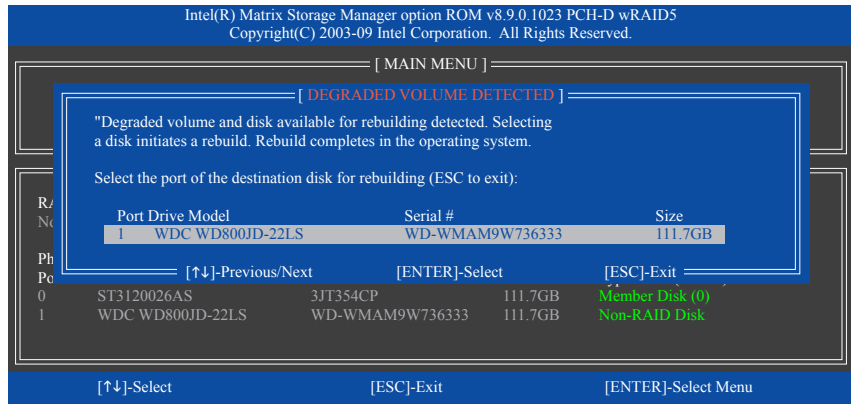 Intel(R) Matrix Storage Manager option ROM v8.9.0.1023 PCH-D wRAID5
Copyright(C) 2003-09 Intel Corporation.  All Rights Reserved.
[ MAIN MENU ]
[ DEGRADED VOLUME DETECTED ]
"Degraded volume and disk available for rebuilding detected. Selecting
a disk initiates a rebuild. Rebuild completes in the operating system.
Select the port of the destination disk for rebuilding (ESC to exit):
Port Drive Model Serial # Size
1 WDC WD800JD-22LS WD-WMAM9W736333 111.7GB
[↑↓]-Previous/Next [ENTER]-Select [ESC]-Exit
0 ST3120026AS 3JT354CP 111.7GB Member Disk (0)
1 WDC WD800JD-22LS WD-WMAM9W736333 111.7GB Non-RAID Disk
[↑↓]-Select [ESC]-Exit [ENTER]-Select Menu